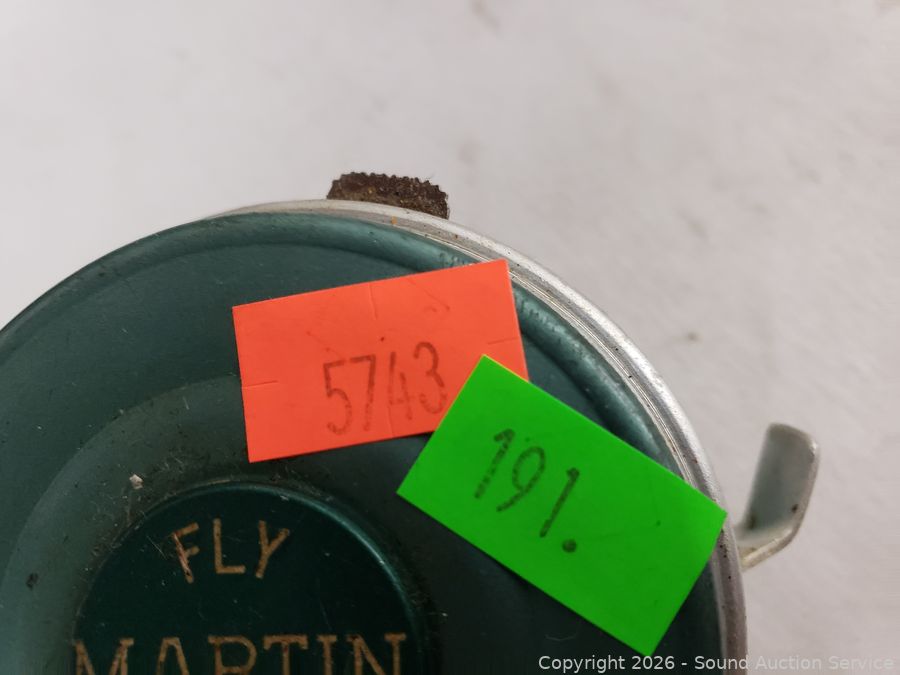 5743
191.
FLY
MARTIN
Copyright © 2026 - Sound Auction Service